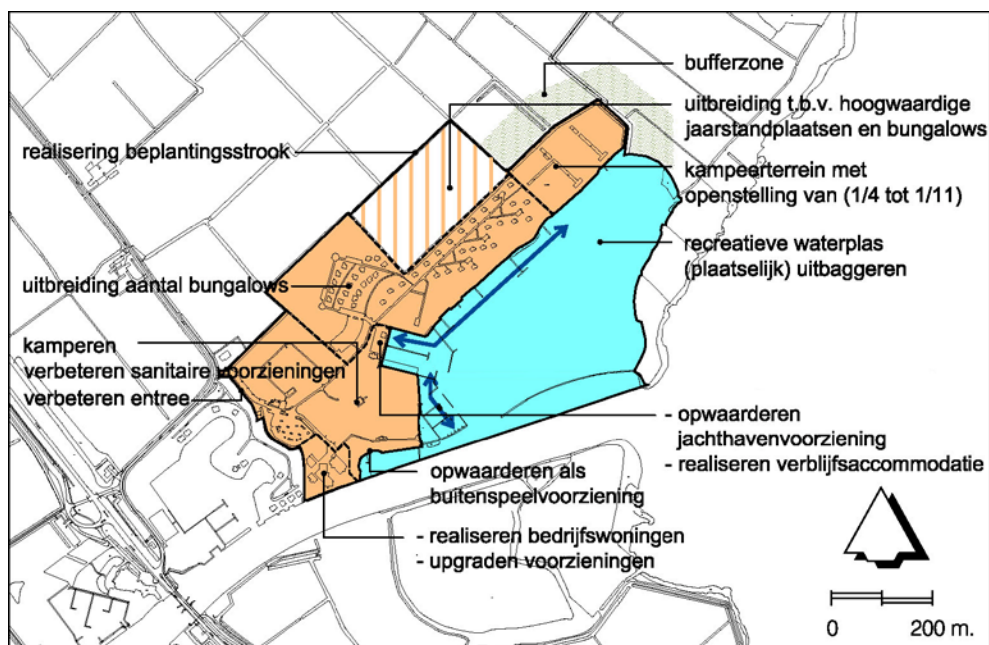 bufferzone
uitbreiding t.b.v. hoogwaardige
jaarstandplaatsen en bungalows
realisering beplantingsstrook
kampeerterrein met
openstelling van (1/4 tot 1/11)
recreatieve waterplas
(plaatselijk) uitbaggeren
uitbreiding aantal bungalows
kamperen
verbeteren sanitaire voorzieningen
verbeteren entree
- opwaarderen
jachthavenvoorziening
- realiseren verblijfsaccommodatie
opwaarderen als
buitenspeelvoorziening
- realiseren bedrijfswoningen
- upgraden voorzieningen
0 200 m.